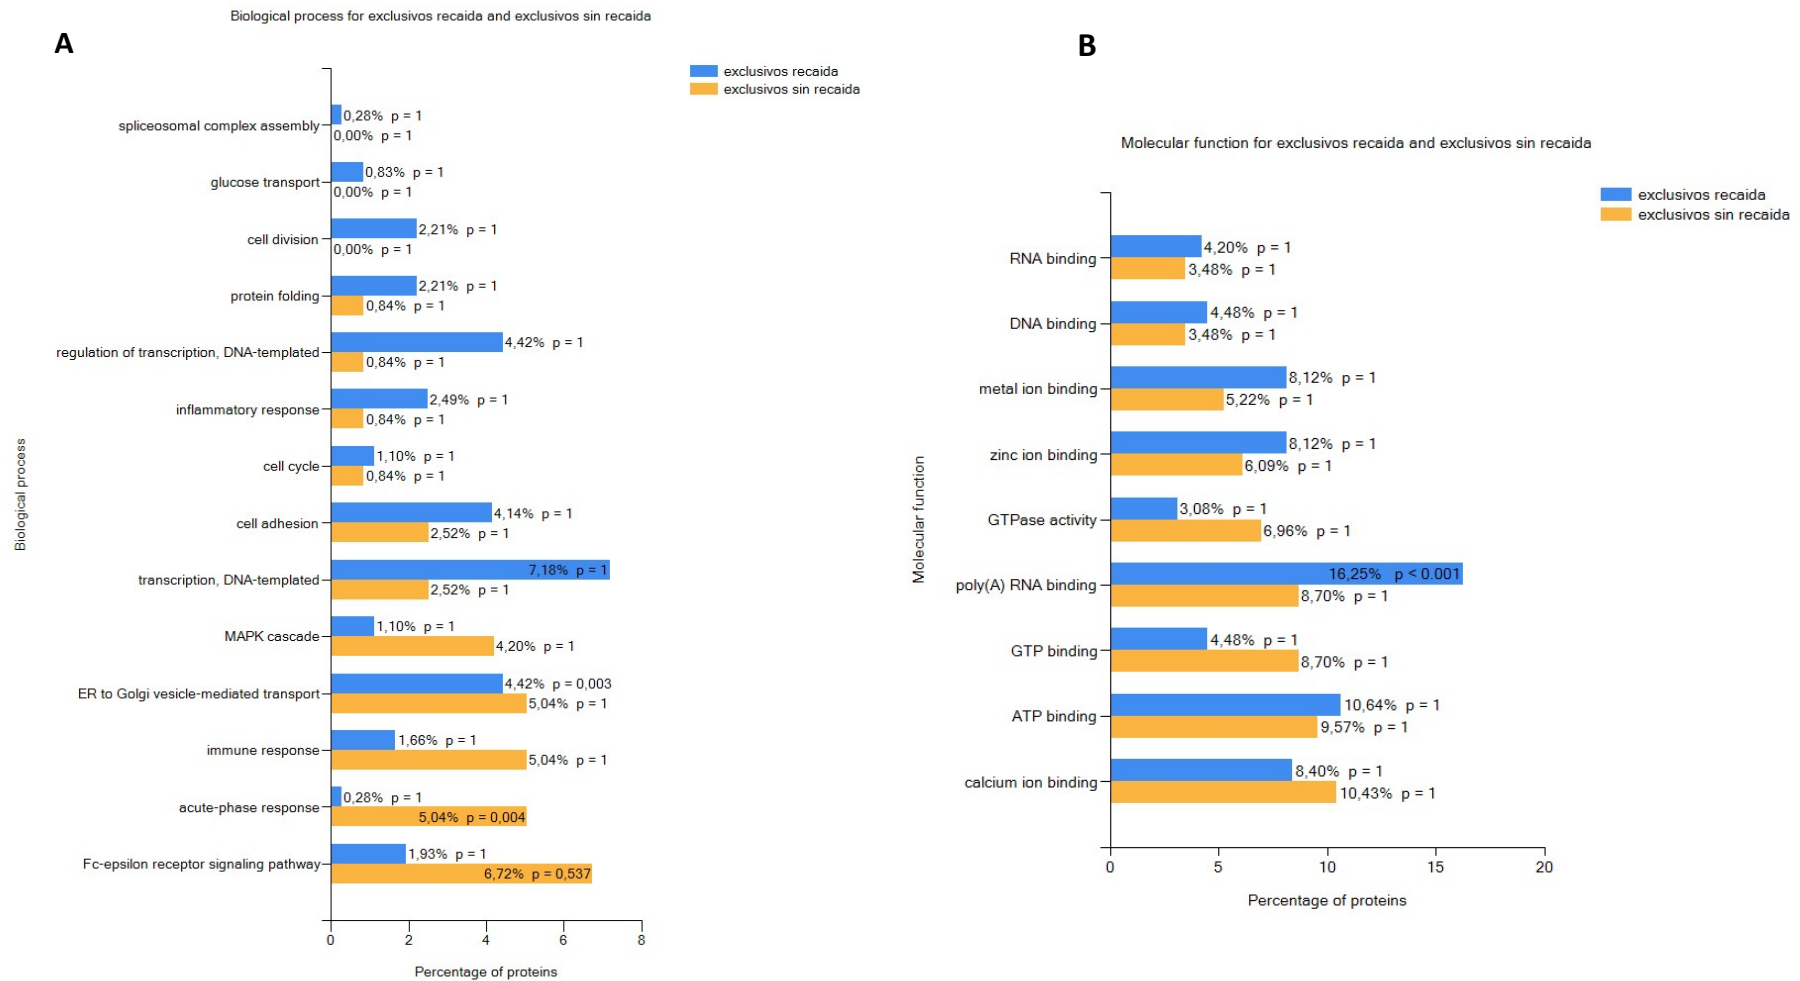 Biological process for exclusivos recaida and exclusivos sin recaida
A
exclusivos recaida
exclusivos sin recaida
Biological process
spliceosomal complex assembly
0,28% p = 1
0,00% p = 1
glucose transport
0,83% p = 1
0,00% p = 1
cell division
2,21% p = 1
0,00% p = 1
protein folding
2,21% p = 1
0,84% p = 1
regulation of transcription, DNA-templated
4,42% p = 1
0,84% p = 1
inflammatory response
2,49% p = 1
0,84% p = 1
cell cycle
1,10% p = 1
0,84% p = 1
cell adhesion
4,14% p = 1
2,52% p = 1
transcription, DNA-templated
7,18% p = 1
2,52% p = 1
MAPK cascade
1,10% p = 1
4,20% p = 1
ER to Golgi vesicle-mediated transport
4,42% p = 0,003
5,04% p = 1
immune response
1,66% p = 1
5,04% p = 1
acute-phase response
0,28% p = 1
5,04% p = 0,004
Fc-epsilon receptor signaling pathway
1,93% p = 1
6,72% p = 0,537
0 2 4 6 8
Percentage of proteins
B
Molecular function for exclusivos recaida and exclusivos sin recaida
exclusivos recaida
exclusivos sin recaida
Molecular function
RNA binding
4,20% p = 1
3,48% p = 1
DNA binding
4,48% p = 1
3,48% p = 1
metal ion binding
8,12% p = 1
5,22% p = 1
zinc ion binding
8,12% p = 1
6,09% p = 1
GTPase activity
3,08% p = 1
6,96% p = 1
poly(A) RNA binding
16,25% p < 0.001
8,70% p = 1
GTP binding
4,48% p = 1
8,70% p = 1
ATP binding
10,64% p = 1
9,57% p = 1
calcium ion binding
8,40% p = 1
10,43% p = 1
0 5 10 15 20
Percentage of proteins